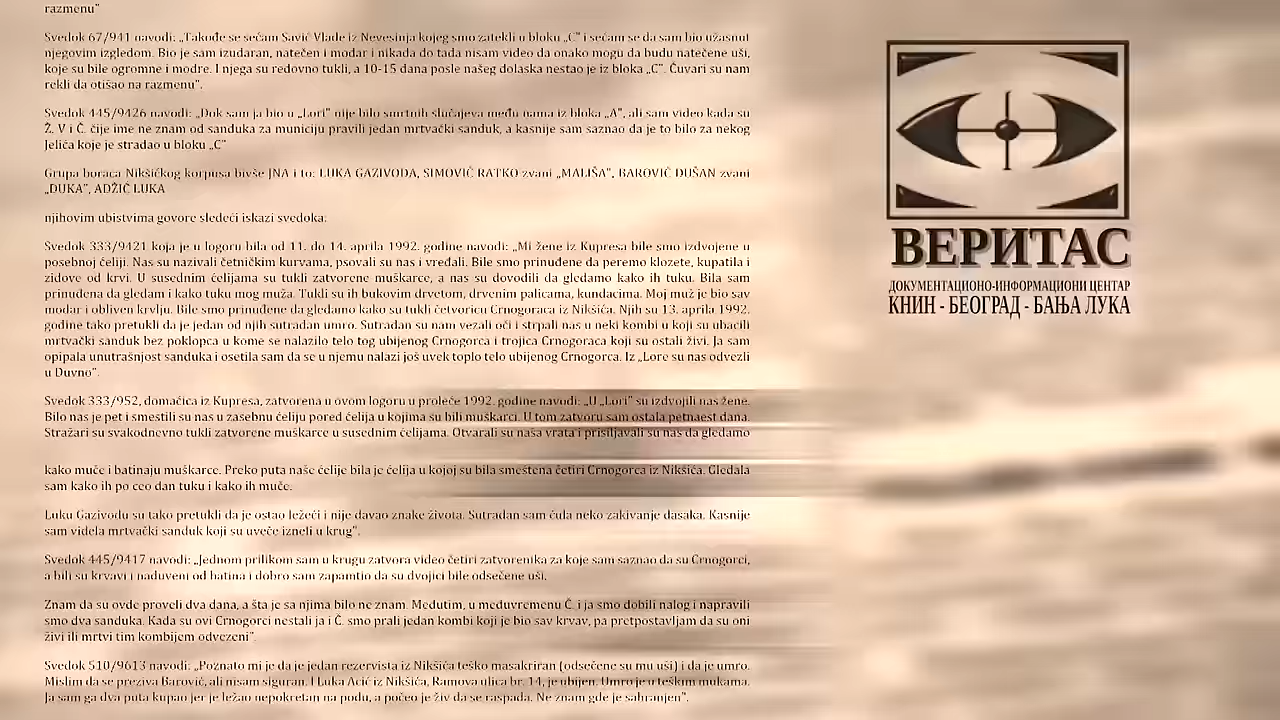 razmenu"
Svedok 67/941 navodi: „Takođe se sećam Savić Vlade iz Nevesinja kojeg smo zatekli u bloku „C" i sećam se da sam bio užasnut
njegovim izgledom. Bio je sam izudaran, natečen i modar i nikada do tada nisam video da onako mogu da budu natečene uši,
koje su bile ogromne i modre. I njega su redovno tukli, a 10-15 dana posle našeg dolaska nestao je iz bloka „C". Čuvari su nam
rekli da otišao na razmenu".
Svedok 445/9426 navodi: „Dok sam ja bio u „Lori" nije bilo smrtnih slučajeva među nama iz bloka „A", ali sam video kada su
Ž. V i Č. čije ime ne znam od sanduka za municiju pravili jedan mrtvački sanduk, a kasnije sam saznao da je to bilo za nekog
Jelića koje je stradao u bloku „C"
Grupa boraca Nikšićkog korpusa bivše JNA i to: LUKA GAZIVODA, SIMOVIĆ RATKO zvani „MALIŠA", BAROVIĆ DUŠAN zvani
„DUKA", ADŽIĆ LUKA
njihovim ubistvima govore sledeći iskazi svedoka:
Svedok 333/9421 koja je u logoru bila od 11. do 14. aprila 1992. godine navodi: „Mi žene iz Kupresa bile smo izdvojene u
posebnoj ćeliji. Nas su nazivali četničkim kurvama, psovali su nas i vređali. Bile smo prinuđene da peremo klozete, kupatila i
zidove od krvi. U susednim ćelijama su tukli zatvorene muškarce, a nas su dovodili da gledamo kako ih tuku. Bila sam
prinuđena da gledam i kako tuku mog muža. Tukli su ih bukovim drvetom, drvenim palicama, kundacima. Moj muž je bio sav
modar i obliven krvlju. Bile smo prinuđene da gledamo kako su tukli četvoricu Crnogoraca iz Nikšića. Njih su 13. aprila 1992.
godine tako pretukli da je jedan od njih sutradan umro. Sutradan su nam vezali oči i strpali nas u neki kombi u koji su ubacili
mrtvački sanduk bez poklopca u kome se nalazilo telo tog ubijenog Crnogorca i trojica Crnogoraca koji su ostali živi. Ja sam
opipala unutrašnjost sanduka i osetila sam da se u njemu nalazi još uvek toplo telo ubijenog Crnogorca. Iz „Lore su nas odvezli
u Duvno".
Svedok 333/952, domaćica iz Kupresa, zatvorena u ovom logoru u proleće 1992. godine navodi: „U „Lori" su izdvojili nas žene.
Bilo nas je pet i smestili su nas u zasebnu ćeliju pored ćelija u kojima su bili muškarci. U tom zatvoru sam ostala petnaest dana.
Stražari su svakodnevno tukli zatvorene muškarce u susednim ćelijama. Otvarali su naša vrata i prisiljavali su nas da gledamo
kako muče i batinaju muškarce. Preko puta naše ćelije bila je ćelija u kojoj su bila smeštena četiri Crnogorca iz Nikšića. Gledala
sam kako ih po ceo dan tuku i kako ih muče.
Luku Gazivodu su tako pretukli da je ostao ležeći i nije davao znake života. Sutradan sam čula neko zakivanje dasaka. Kasnije
sam videla mrtvački sanduk koji su uveče izneli u krug".
Svedok 445/9417 navodi: „Jednom prilikom sam u krugu zatvora video četiri zatvorenika za koje sam saznao da su Crnogorci,
a bili su krvavi i naduveni od batina i dobro sam zapamtio da su dvojici bile odsečene uši.
Znam da su ovde proveli dva dana, a šta je sa njima bilo ne znam. Međutim, u međuvremenu Č. i ja smo dobili nalog i napravili
smo dva sanduka. Kada su ovi Crnogorci nestali ja i Č. smo prali jedan kombi koji je bio sav krvav, pa pretpostavljam da su oni
živi ili mrtvi tim kombijem odvezeni".
Svedok 510/9613 navodi: „Poznato mi je da je jedan rezervista iz Nikšića teško masakriran (odsečene su mu uši) i da je umro.
Mislim da se preziva Barović, ali nisam siguran. I Luka Acić iz Nikšića, Ramova ulica br. 14, je ubijen. Umro je u teškim mukama.
Ja sam ga dva puta kupao jer je ležao nepokretan na podu, a počeo je živ da se raspada. Ne znam gde je sahranjen".
ВЕРИТАС
ДОКУМЕНТАЦИОНО-ИНФОРМАЦИОНИ ЦЕНТАР
КНИН - БЕОГРАД - БАЊА ЛУКА